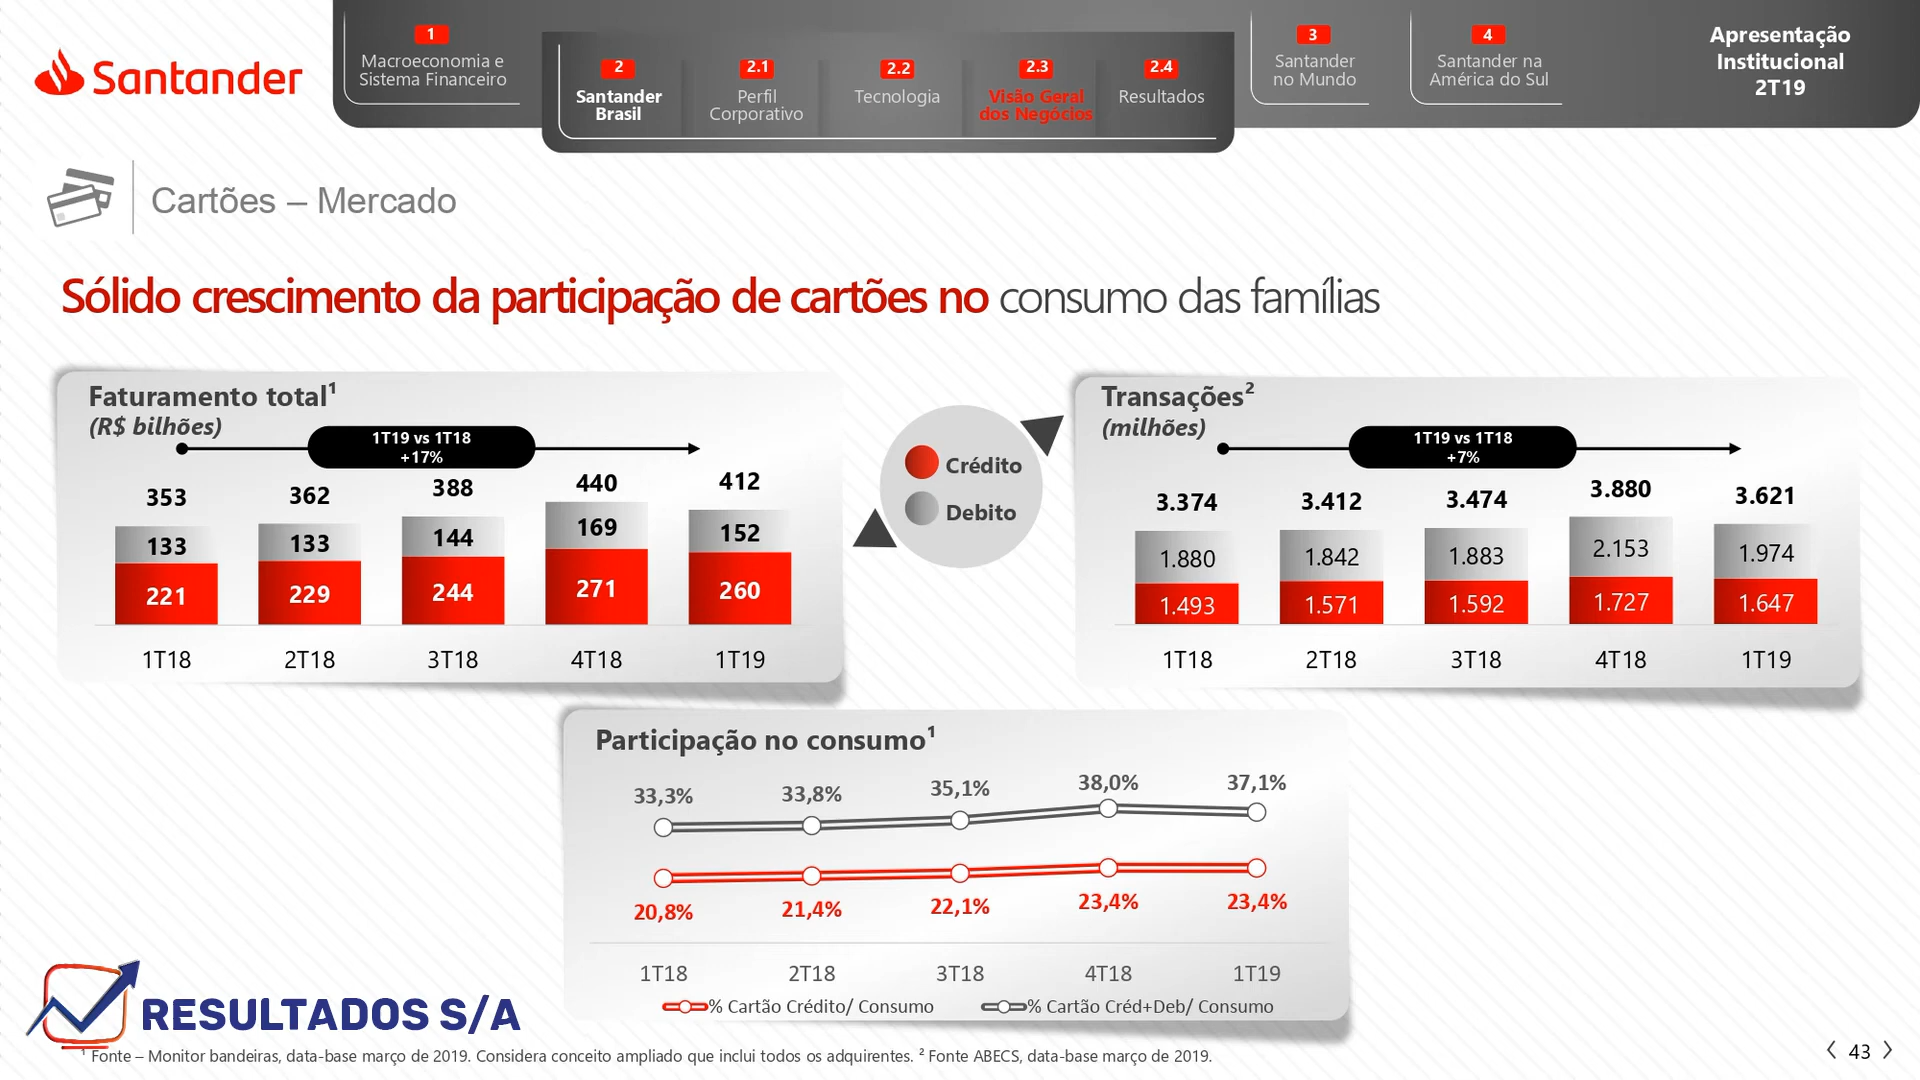 Santander
1
Macroeconomia e
Sistema Financeiro
2
Santander
Brasil
2.1
Perfil
Corporativo
2.2
Tecnologia
2.3
Visão Geral
dos Negócios
2.4
Resultados
3
Santander
no Mundo
4
Santander na
América do Sul
Apresentação
Institucional
2T19
Cartões – Mercado
Sólido crescimento da participação de cartões no consumo das famílias
Faturamento total¹
(R$ bilhões)
1T19 vs 1T18
+17%
353 362 388 440 412
133 133 144 169 152
221 229 244 271 260
1T18 2T18 3T18 4T18 1T19
Crédito
Debito
Transações²
(milhões)
1T19 vs 1T18
+7%
3.374 3.412 3.474 3.880 3.621
1.880 1.842 1.883 2.153 1.974
1.493 1.571 1.592 1.727 1.647
1T18 2T18 3T18 4T18 1T19
Participação no consumo¹
33,3% 33,8% 35,1% 38,0% 37,1%
20,8% 21,4% 22,1% 23,4% 23,4%
1T18 2T18 3T18 4T18 1T19
% Cartão Crédito/ Consumo % Cartão Créd+Deb/ Consumo
RESULTADOS S/A
¹ Fonte – Monitor bandeiras, data-base março de 2019. Considera conceito ampliado que inclui todos os adquirentes. ² Fonte ABECS, data-base março de 2019.
43